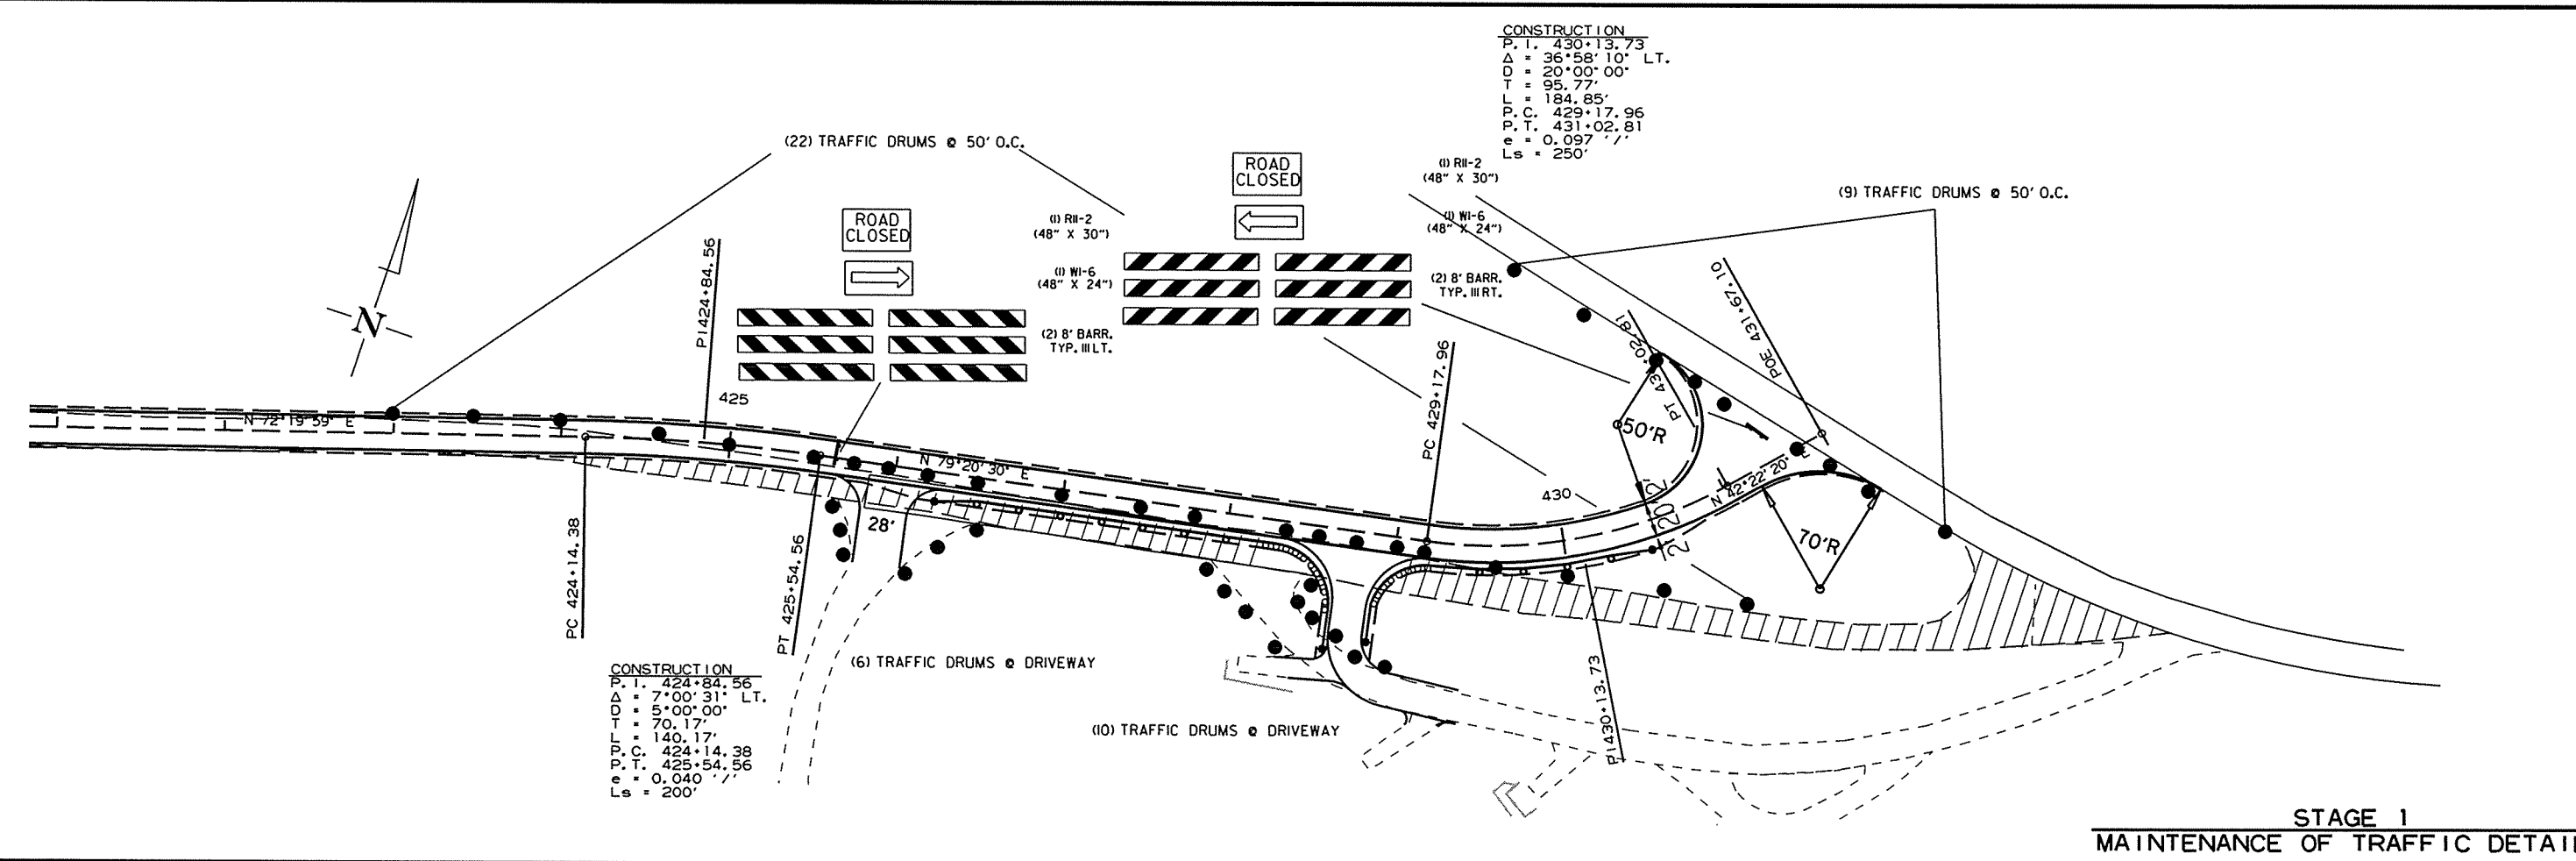 CONSTRUCTION
P.I. 430+13.73
Δ = 36°58'10" LT.
D = 20°00'00"
T = 95.77'
L = 184.85'
P.C. 429+17.96
P.T. 431+02.81
e = 0.097 '/'
Ls = 250'
(22) TRAFFIC DRUMS @ 50' O.C.
ROAD
CLOSED
(1) R11-2
(48" X 30")
(9) TRAFFIC DRUMS @ 50' O.C.
ROAD
CLOSED
(1) R11-2
(48" X 30")
(1) W1-6
(48" X 24")
(1) W1-6
(48" X 24")
(2) 8' BARR.
TYP. III RT.
(2) 8' BARR.
TYP. III LT.
PI 424+84.56
N
425
N 72°19'59" E
N 79°20'30" E
PC 429+17.96
PT 431+02.81
POE 431+67.10
50'R
430
N 42°22'20" E
2'
20'
2'
70'R
28'
PC 424+14.38
PT 425+54.56
(6) TRAFFIC DRUMS @ DRIVEWAY
(10) TRAFFIC DRUMS @ DRIVEWAY
PI 430+13.73
CONSTRUCTION
P.I. 424+84.56
Δ = 7°00'31" LT.
D = 5°00'00"
T = 70.17'
L = 140.17'
P.C. 424+14.38
P.T. 425+54.56
e = 0.040 '/'
Ls = 200'
STAGE 1
MAINTENANCE OF TRAFFIC DETAI